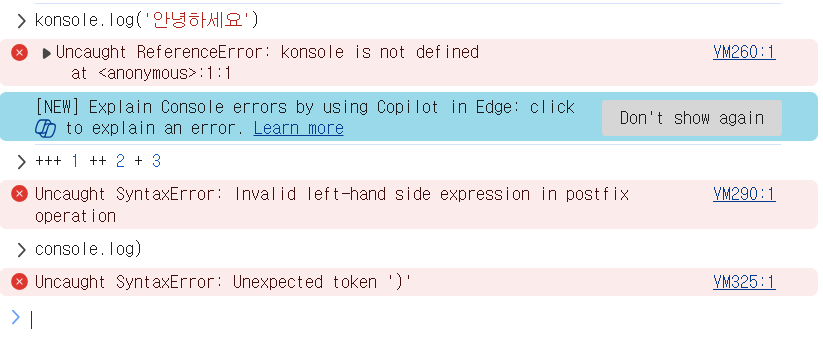 > konsole.log('안녕하세요')
▶Uncaught ReferenceError: konsole is not defined VM260:1
at <anonymous>:1:1
[NEW] Explain Console errors by using Copilot in Edge: click
to explain an error. Learn more Don't show again
> +++ 1 ++ 2 + 3
Uncaught SyntaxError: Invalid left-hand side expression in postfix VM290:1
operation
> console.log)
Uncaught SyntaxError: Unexpected token ')' VM325:1
>